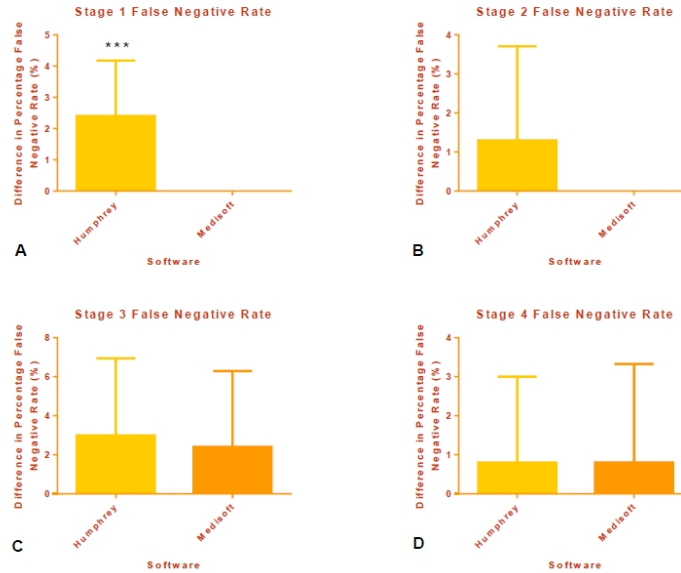 Stage 1 False Negative Rate
Difference in Percentage False
Negative Rate (%)
5
4
3
2
1
0
***
Humphrey
Medisoft
Software
A
Stage 2 False Negative Rate
Difference in Percentage False
Negative Rate (%)
4
3
2
1
0
Humphrey
Medisoft
Software
B
Stage 3 False Negative Rate
Difference in Percentage False
Negative Rate (%)
8
6
4
2
0
Humphrey
Medisoft
Software
C
Stage 4 False Negative Rate
Difference in Percentage False
Negative Rate (%)
4
3
2
1
0
Humphrey
Medisoft
Software
D